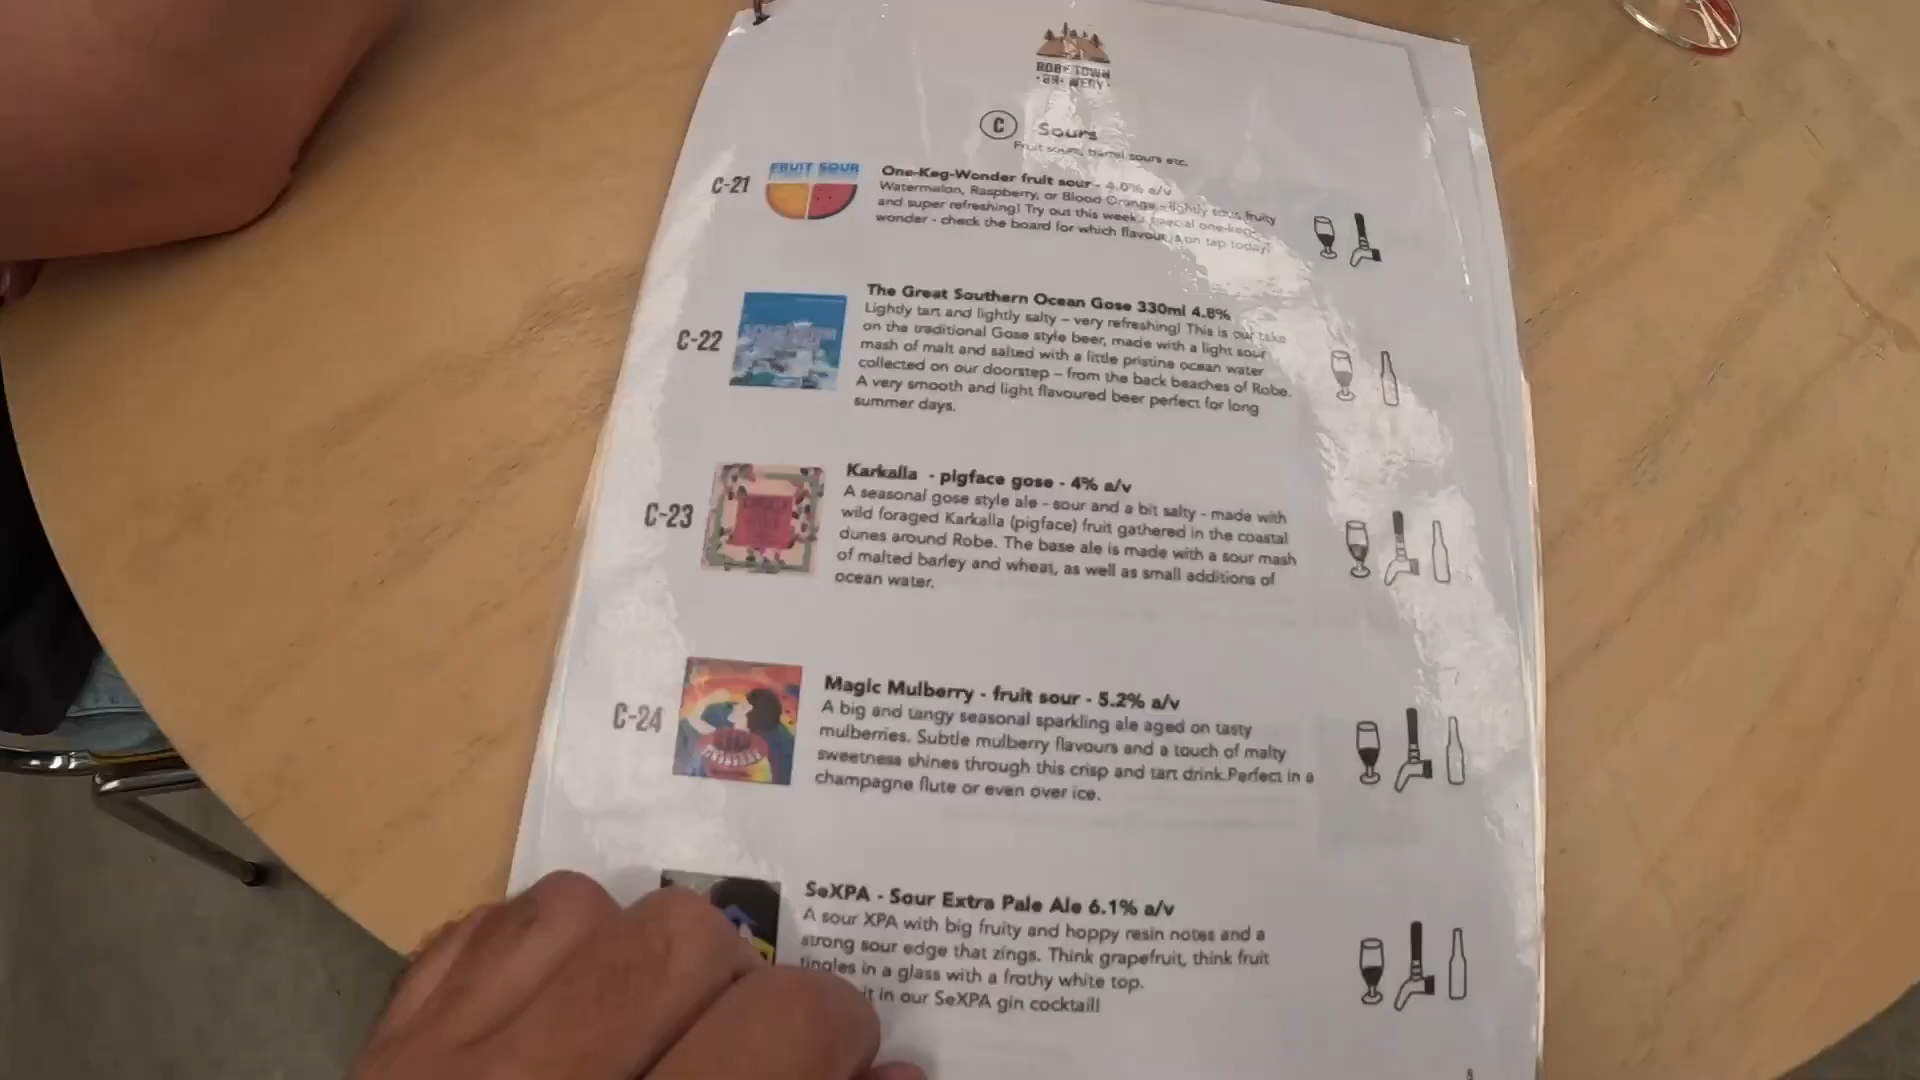 ROBE TOWN
BREWERY
C Sours
Fruit sours, barrel sours etc.
C-21
FRUIT SOUR
One-Keg-Wonder fruit sour - 4.0% a/v
Watermelon, Raspberry, or Blood Orange - lightly sour, fruity
and super refreshing! Try out this week's special one-keg-
wonder - check the board for which flavour is on tap today!
C-22
The Great Southern Ocean Gose 330ml 4.8%
Lightly tart and lightly salty – very refreshing! This is our take
on the traditional Gose style beer, made with a light sour
mash of malt and salted with a little pristine ocean water
collected on our doorstep – from the back beaches of Robe.
A very smooth and light flavoured beer perfect for long
summer days.
C-23
Karkalla - pigface gose - 4% a/v
A seasonal gose style ale - sour and a bit salty - made with
wild foraged Karkalla (pigface) fruit gathered in the coastal
dunes around Robe. The base ale is made with a sour mash
of malted barley and wheat, as well as small additions of
ocean water.
C-24
Magic Mulberry - fruit sour - 5.2% a/v
A big and tangy seasonal sparkling ale aged on tasty
mulberries. Subtle mulberry flavours and a touch of malty
sweetness shines through this crisp and tart drink.Perfect in a
champagne flute or even over ice.
SeXPA - Sour Extra Pale Ale 6.1% a/v
A sour XPA with big fruity and hoppy resin notes and a
strong sour edge that zings. Think grapefruit, think fruit
tingles in a glass with a frothy white top.
it in our SeXPA gin cocktail!